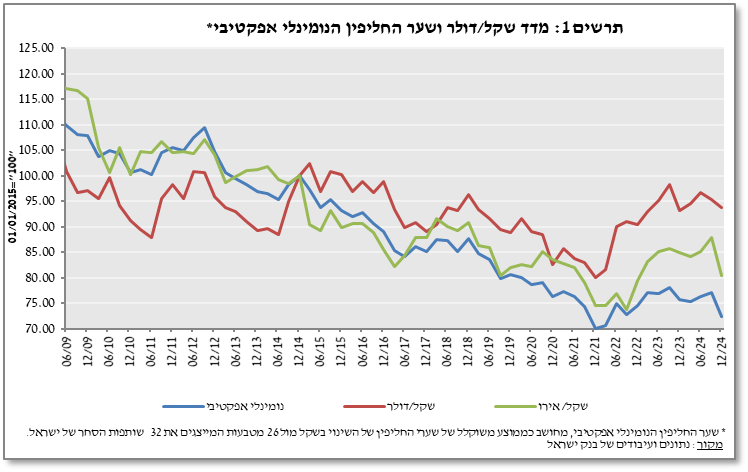 תרשים 1: מדד שקל/דולר ושער החליפין הנומינלי אפקטיבי*
125.00
120.00
115.00
110.00
105.00
100.00
95.00
90.00
85.00
80.00
75.00
70.00
01/01/2015="100"
06/09 12/09 06/10 12/10 06/11 12/11 06/12 12/12 06/13 12/13 06/14 12/14 06/15 12/15 06/16 12/16 06/17 12/17 06/18 12/18 06/19 12/19 06/20 12/20 06/21 12/21 06/22 12/22 06/23 12/23 06/24 12/24
נומינלי אפקטיבי שקל/דולר שקל/אירו
* שער החליפין הנומינלי אפקטיבי, מחושב כממוצע משוקלל של שערי החליפין של השינוי בשקל מול 26 מטבעות המייצגים את 32 שותפות הסחר של ישראל.
מקור: נתונים ועיבודים של בנק ישראל